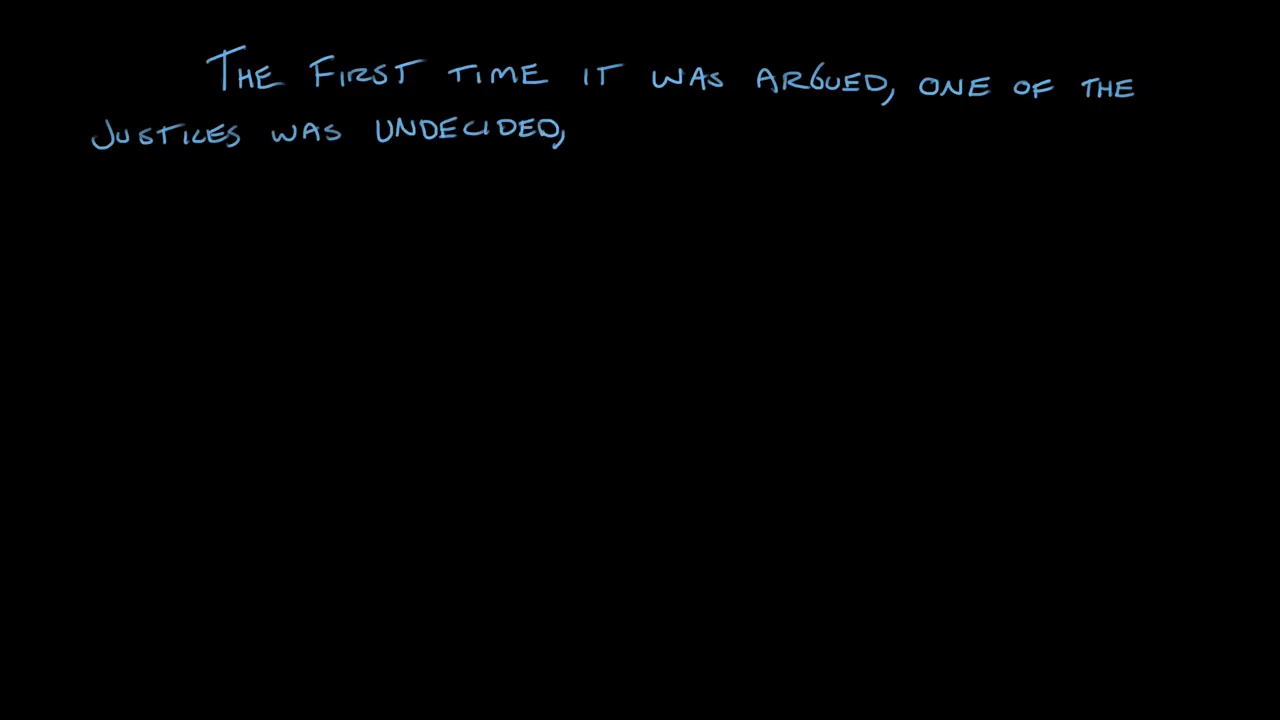 THE FIRST TIME IT WAS ARGUED, ONE OF THE
JUSTICES WAS UNDECIDED,